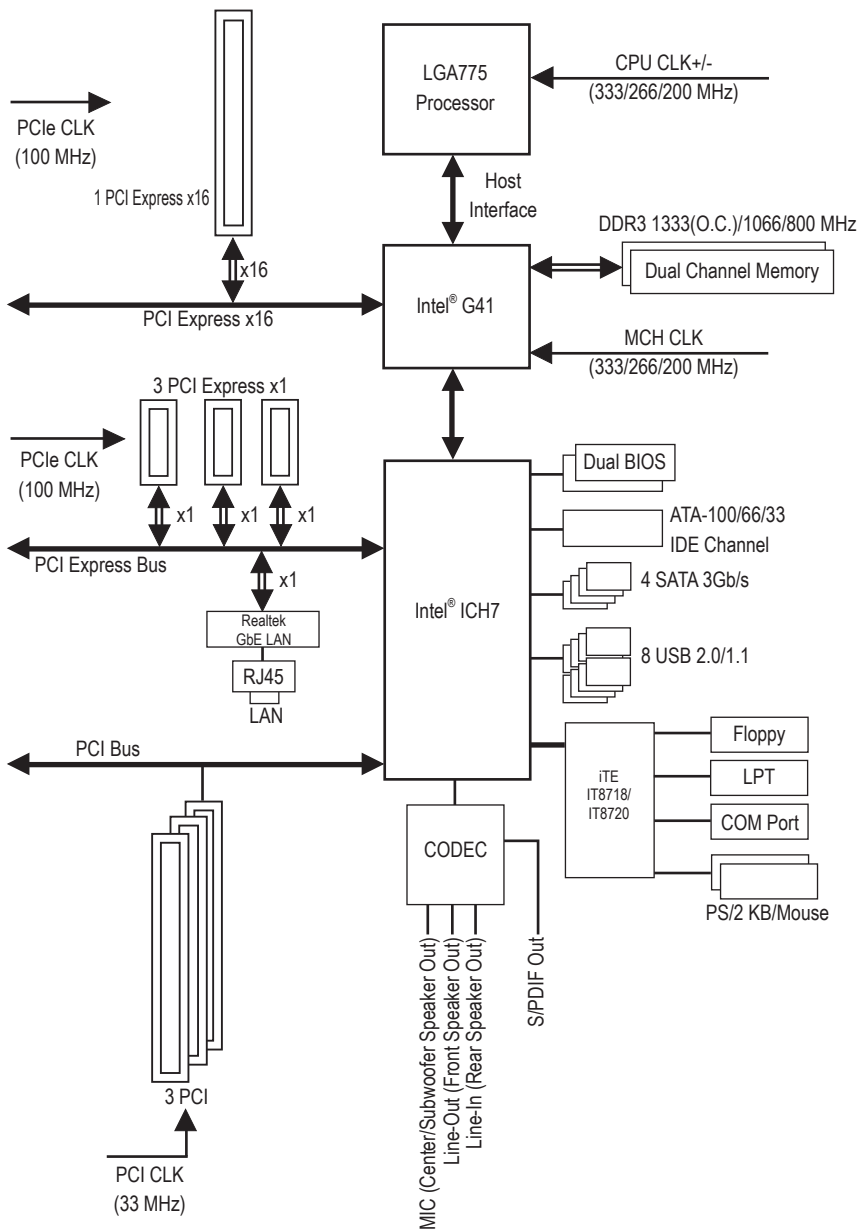 LGA775
Processor
CPU CLK+/-
(333/266/200 MHz)
PCIe CLK
(100 MHz)
1 PCI Express x16
Host
Interface
DDR3 1333(O.C.)/1066/800 MHz
Dual Channel Memory
x16
Intel® G41
PCI Express x16
MCH CLK
(333/266/200 MHz)
3 PCI Express x1
PCIe CLK
(100 MHz)
x1
x1
x1
Dual BIOS
ATA-100/66/33
IDE Channel
PCI Express Bus
x1
4 SATA 3Gb/s
Intel® ICH7
Realtek
GbE LAN
RJ45
LAN
8 USB 2.0/1.1
PCI Bus
iTE
IT8718/
IT8720
Floppy
LPT
COM Port
PS/2 KB/Mouse
CODEC
MIC (Center/Subwoofer Speaker Out)
Line-Out (Front Speaker Out)
Line-In (Rear Speaker Out)
S/PDIF Out
3 PCI
PCI CLK
(33 MHz)